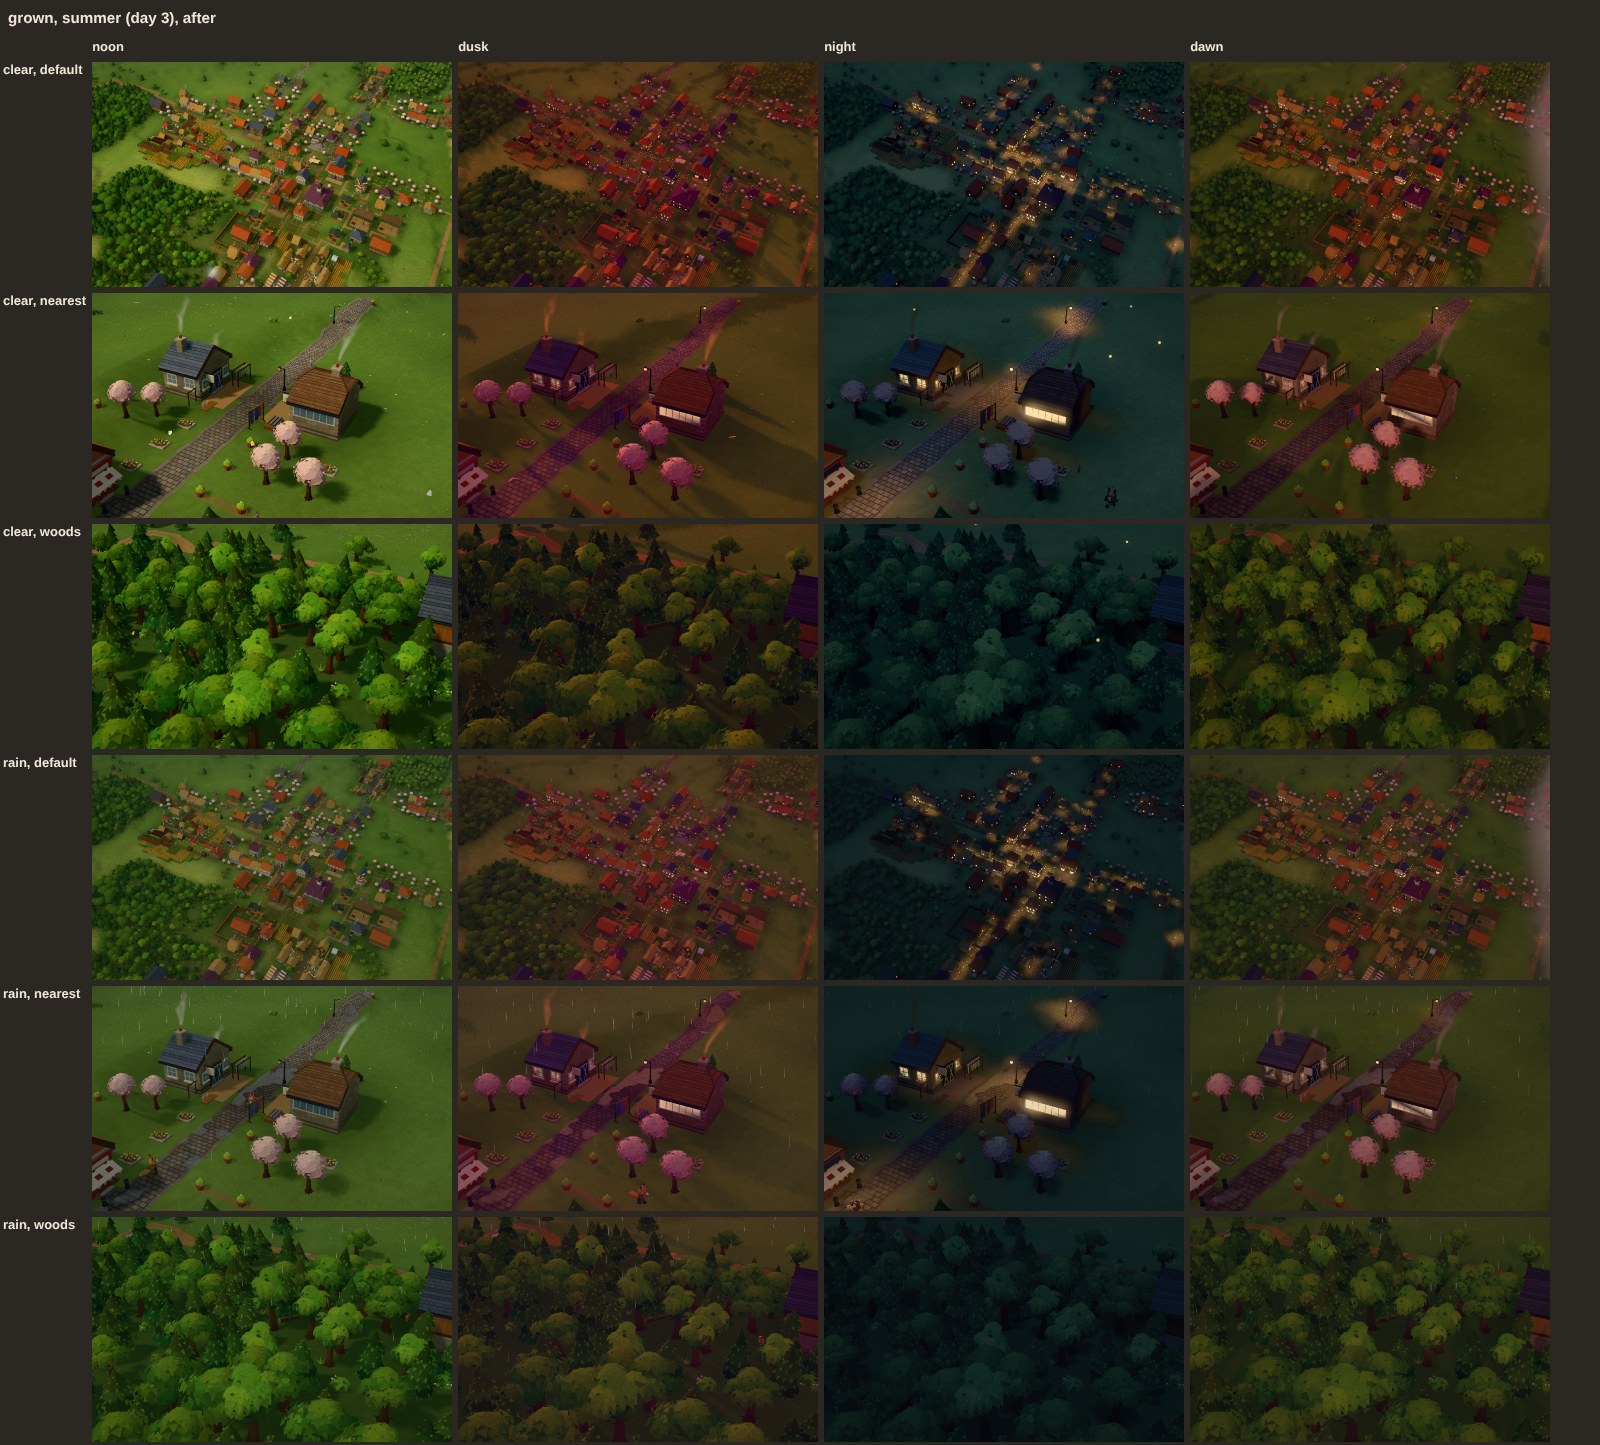 grown, summer (day 3), after
noon dusk night dawn
clear, default
clear, nearest
clear, woods
rain, default
rain, nearest
rain, woods